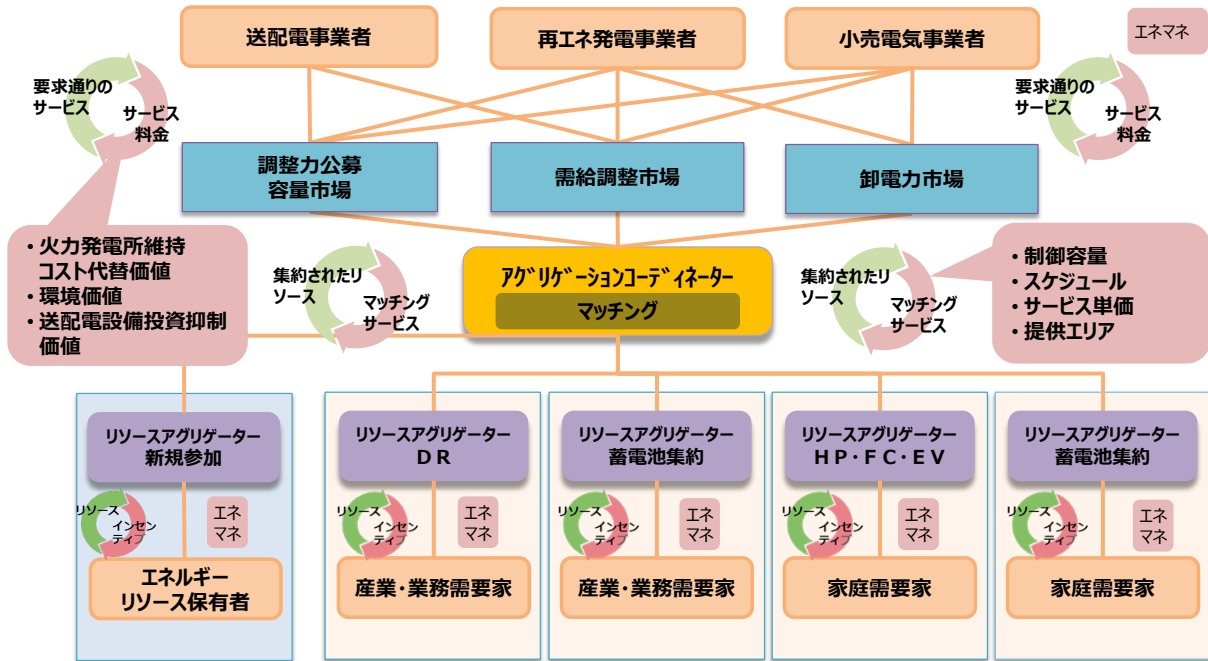 送配電事業者
再エネ発電事業者
小売電気事業者
エネマネ
要求通りの
サービス
サービス
料金
要求通りの
サービス
サービス
料金
調整力公募
容量市場
需給調整市場
卸電力市場
・火力発電所維持
コスト代替価値
・環境価値
・送配電設備投資抑制
価値
集約されたリ
ソース
マッチング
サービス
アグリゲーションコーディネーター
マッチング
集約されたリ
ソース
マッチング
サービス
・制御容量
・スケジュール
・サービス単価
・提供エリア
リソースアグリゲーター
新規参加
リソースアグリゲーター
ＤＲ
リソースアグリゲーター
蓄電池集約
リソースアグリゲーター
ＨＰ・ＦＣ・ＥＶ
リソースアグリゲーター
蓄電池集約
リソース
インセン
ティブ
エネ
マネ
リソース
インセン
ティブ
エネ
マネ
リソース
インセン
ティブ
エネ
マネ
リソース
インセン
ティブ
エネ
マネ
リソース
インセン
ティブ
エネ
マネ
エネルギー
リソース保有者
産業・業務需要家
産業・業務需要家
家庭需要家
家庭需要家